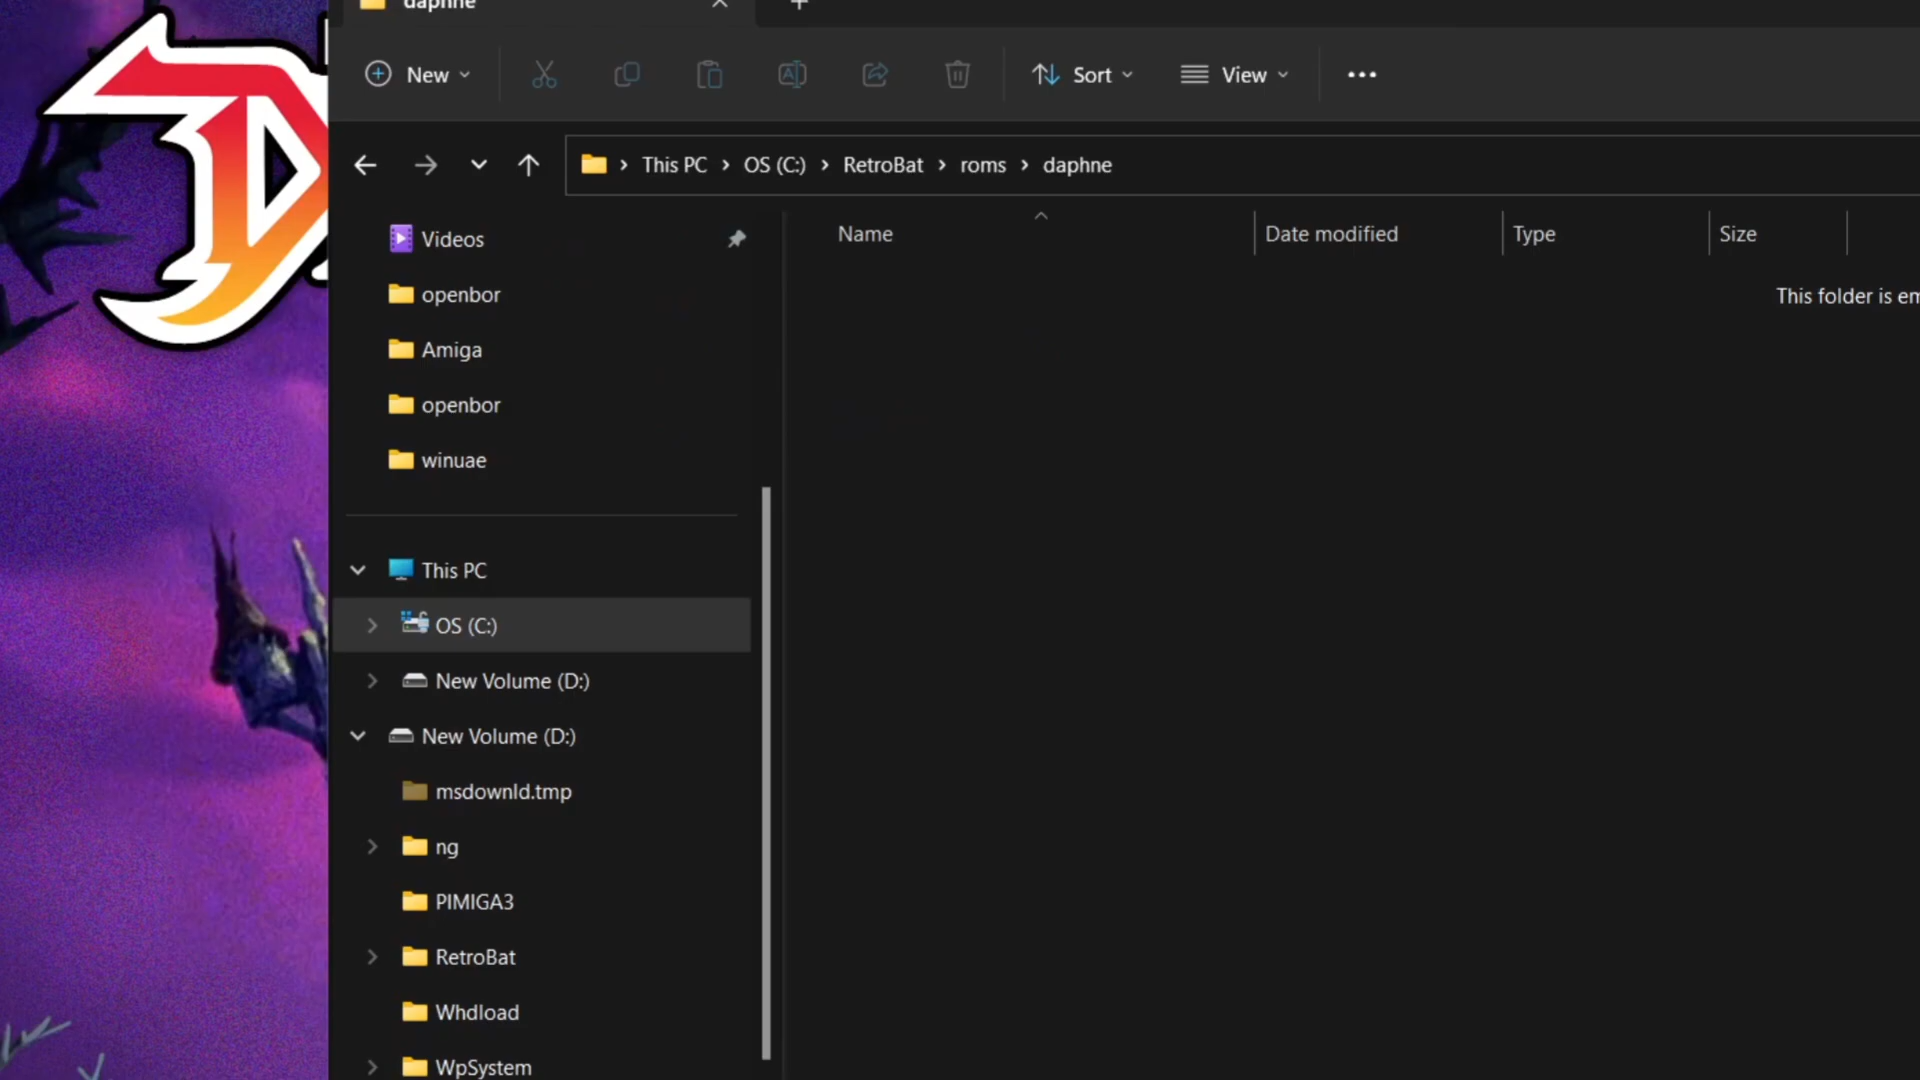 daphne
New
Sort
View
This PC > OS (C:) > RetroBat > roms > daphne
Name
Date modified
Type
Size
This folder is em
Videos
openbor
Amiga
openbor
winuae
This PC
OS (C:)
New Volume (D:)
New Volume (D:)
msdownld.tmp
ng
PIMIGA3
RetroBat
Whdload
WpSystem